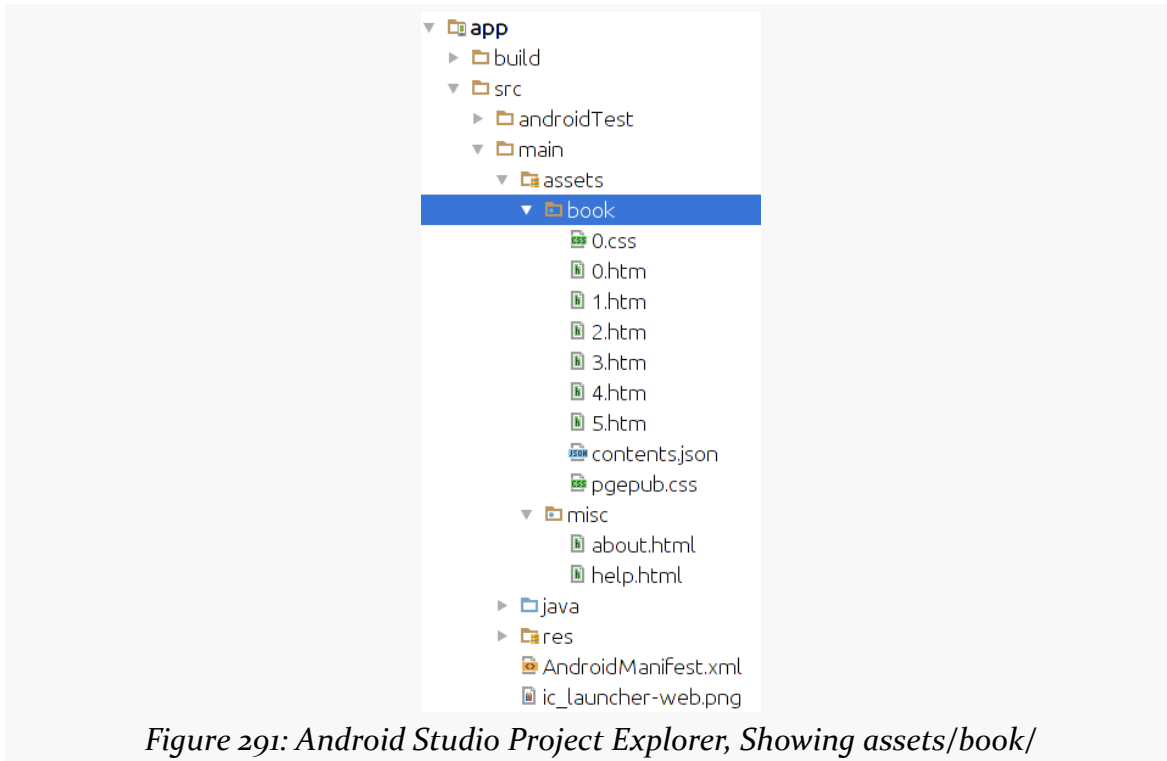 app
build
src
androidTest
main
assets
book
0.css
0.htm
1.htm
2.htm
3.htm
4.htm
5.htm
contents.json
pgepub.css
misc
about.html
help.html
java
res
AndroidManifest.xml
ic_launcher-web.png
Figure 291: Android Studio Project Explorer, Showing assets/book/